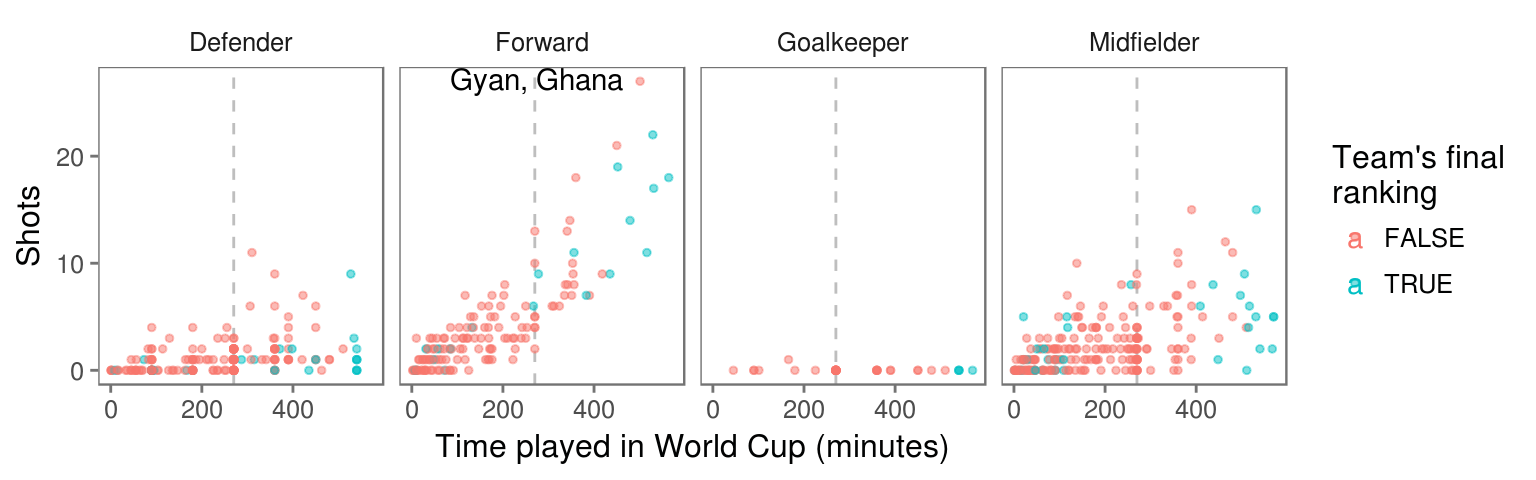 Defender
Forward
Goalkeeper
Midfielder
Gyan, Ghana
20
10
0
Shots
0 200 400
0 200 400
0 200 400
0 200 400
Time played in World Cup (minutes)
Team's final
ranking
a FALSE
a TRUE